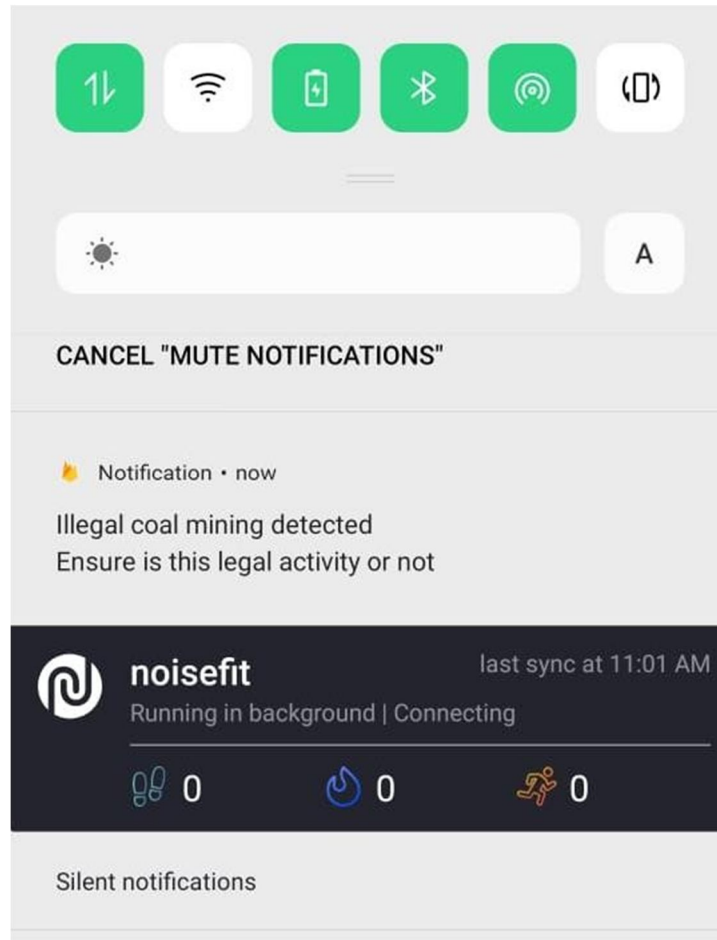 A
CANCEL "MUTE NOTIFICATIONS"
Notification • now
Illegal coal mining detected
Ensure is this legal activity or not
noisefit
last sync at 11:01 AM
Running in background | Connecting
0 0 0
Silent notifications